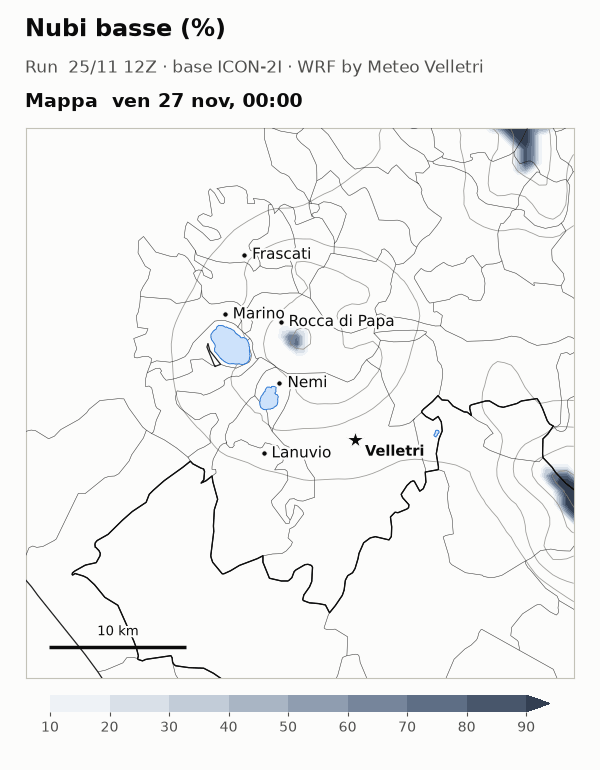 Nubi basse (%)
Run  25/11 12Z · base ICON-2I · WRF by Meteo Velletri
Mappa  ven 27 nov, 00:00
Frascati
Marino
Rocca di Papa
Nemi
Velletri
Lanuvio
10 km
10 20 30 40 50 60 70 80 90